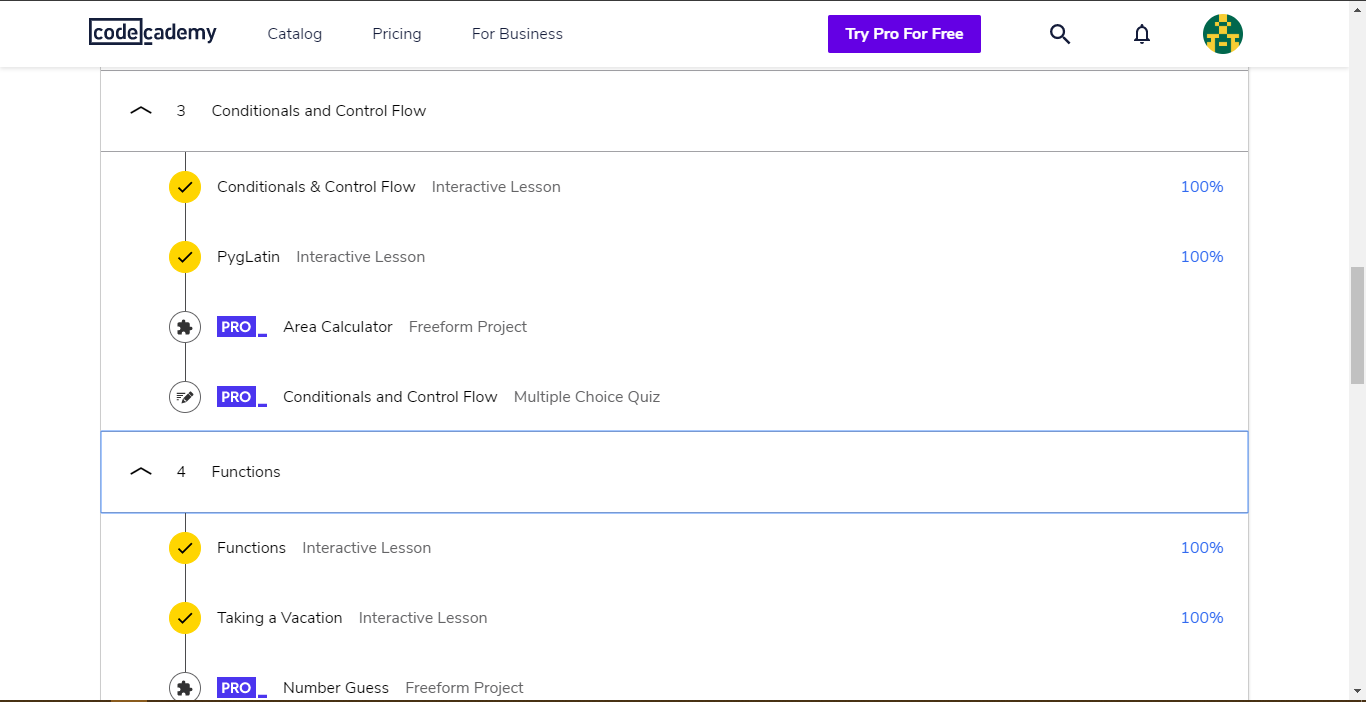 codecademy Catalog Pricing For Business Try Pro For Free
3 Conditionals and Control Flow
Conditionals & Control Flow Interactive Lesson 100%
PygLatin Interactive Lesson 100%
PRO Area Calculator Freeform Project
PRO Conditionals and Control Flow Multiple Choice Quiz
4 Functions
Functions Interactive Lesson 100%
Taking a Vacation Interactive Lesson 100%
PRO Number Guess Freeform Project